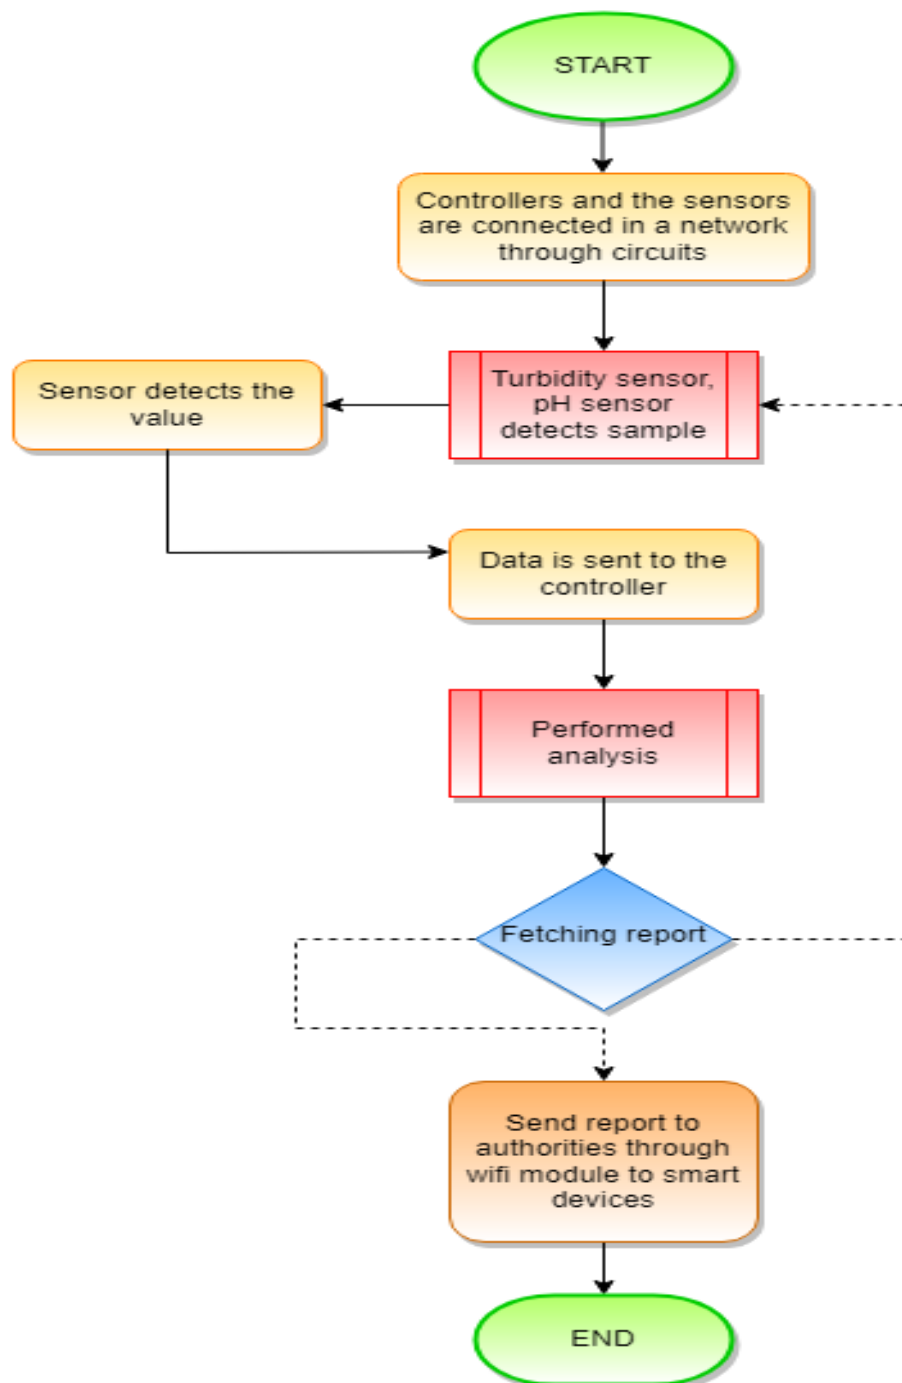 START
Controllers and the sensors
are connected in a network
through circuits
Turbidity sensor,
pH sensor
detects sample
Sensor detects the
value
Data is sent to the
controller
Performed
analysis
Fetching report
Send report to
authorities through
wifi module to smart
devices
END